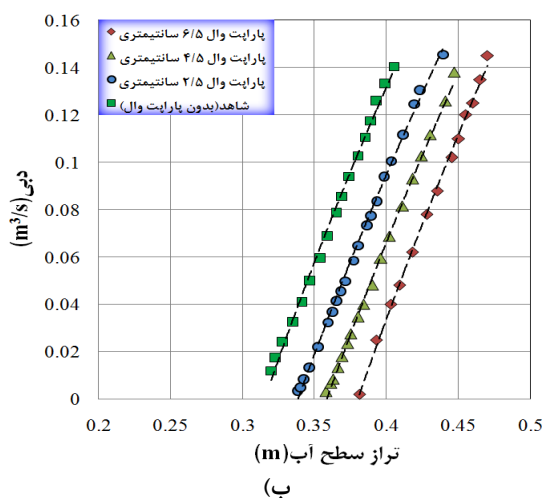 0.16
0.14
0.12
0.1
0.08
0.06
0.04
0.02
0
دبی(m³/s)
پاراپت وال ۶/۵ سانتیمتری
پاراپت وال ۴/۵ سانتیمتری
پاراپت وال ۲/۵ سانتیمتری
شاهد(بدون پاراپت وال)
0.2 0.25 0.3 0.35 0.4 0.45 0.5
تراز سطح آب(m)
ب)